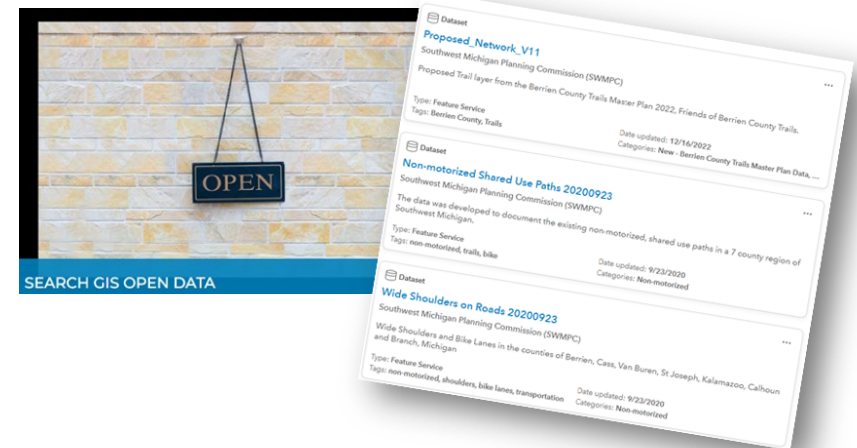 OPEN
SEARCH GIS OPEN DATA
Dataset
Proposed_Network_V11
Southwest Michigan Planning Commission (SWMPC)
Proposed Trail layer from the Berrien County Trails Master Plan 2022, Friends of Berrien County Trails.
Type: Feature Service
Tags: Berrien County, Trails
Date updated: 12/16/2022
Categories: New - Berrien County Trails Master Plan Data, ...
Dataset
Non-motorized Shared Use Paths 20200923
Southwest Michigan Planning Commission (SWMPC)
The data was developed to document the existing non-motorized, shared use paths in a 7 county region of
Southwest Michigan.
Type: Feature Service
Tags: non-motorized, trails, bike
Date updated: 9/23/2020
Categories: Non-motorized
Dataset
Wide Shoulders on Roads 20200923
Southwest Michigan Planning Commission (SWMPC)
Wide Shoulders and Bike Lanes in the counties of Berrien, Cass, Van Buren, St Joseph, Kalamazoo, Calhoun
and Branch, Michigan
Type: Feature Service
Tags: non-motorized, shoulders, bike lanes, transportation
Date updated: 9/23/2020
Categories: Non-motorized